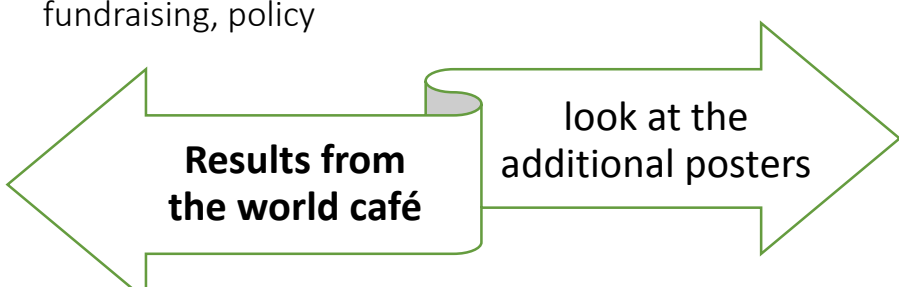 fundraising, policy
Results from
the world café
look at the
additional posters